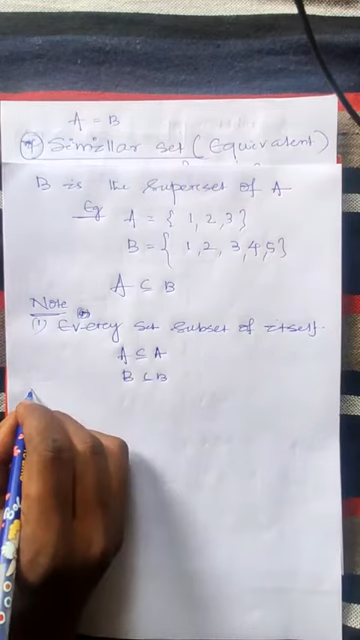 A = B
Simillar set (Equivalent)
B is the Superset of A
Eg A = { 1, 2, 3 }
B = { 1, 2, 3, 4, 5 }
A ⊆ B
Note
(1) Every set subset of itself.
A ⊆ A
B ⊆ B